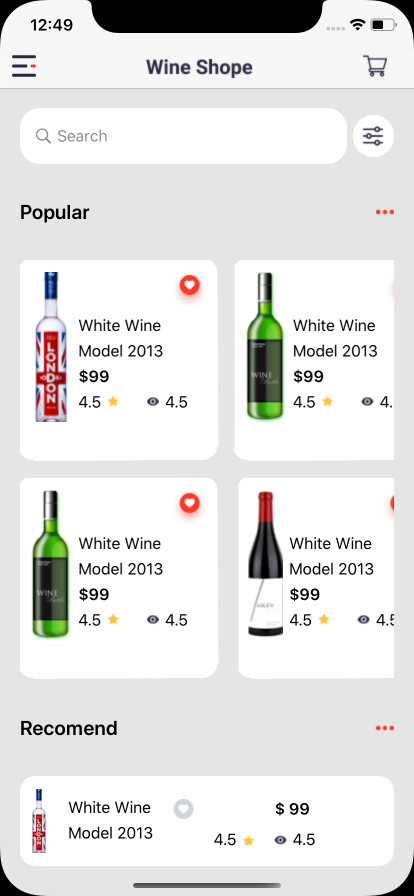 12:49
Wine Shope
Search
Popular
LONDON
White Wine
Model 2013
$99
4.5 4.5
WINE
White Wine
Model 2013
$99
4.5 4.
WINE
White Wine
Model 2013
$99
4.5 4.5
White Wine
Model 2013
$99
4.5 4.5
Recomend
LONDON
White Wine
Model 2013
$ 99
4.5 4.5